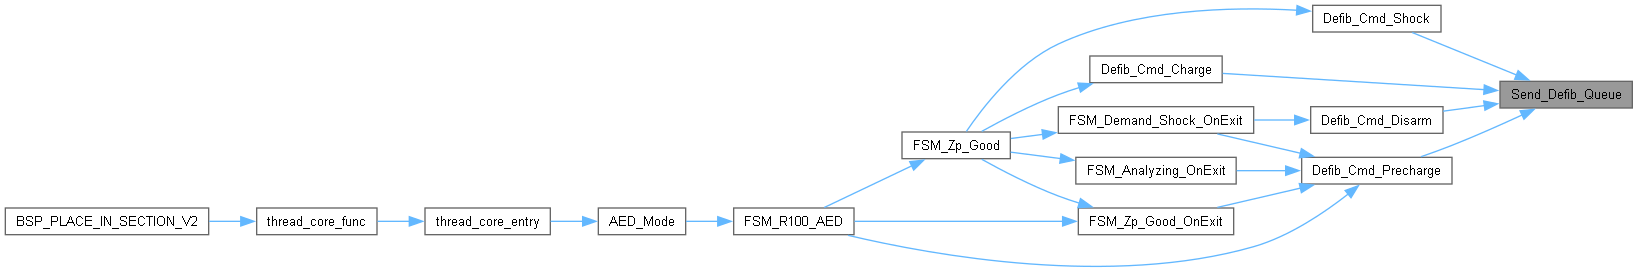 Defib_Cmd_Shock
Defib_Cmd_Charge
Send_Defib_Queue
FSM_Demand_Shock_OnExit
Defib_Cmd_Disarm
FSM_Zp_Good
FSM_Analyzing_OnExit
Defib_Cmd_Precharge
BSP_PLACE_IN_SECTION_V2
thread_core_func
thread_core_entry
AED_Mode
FSM_R100_AED
FSM_Zp_Good_OnExit